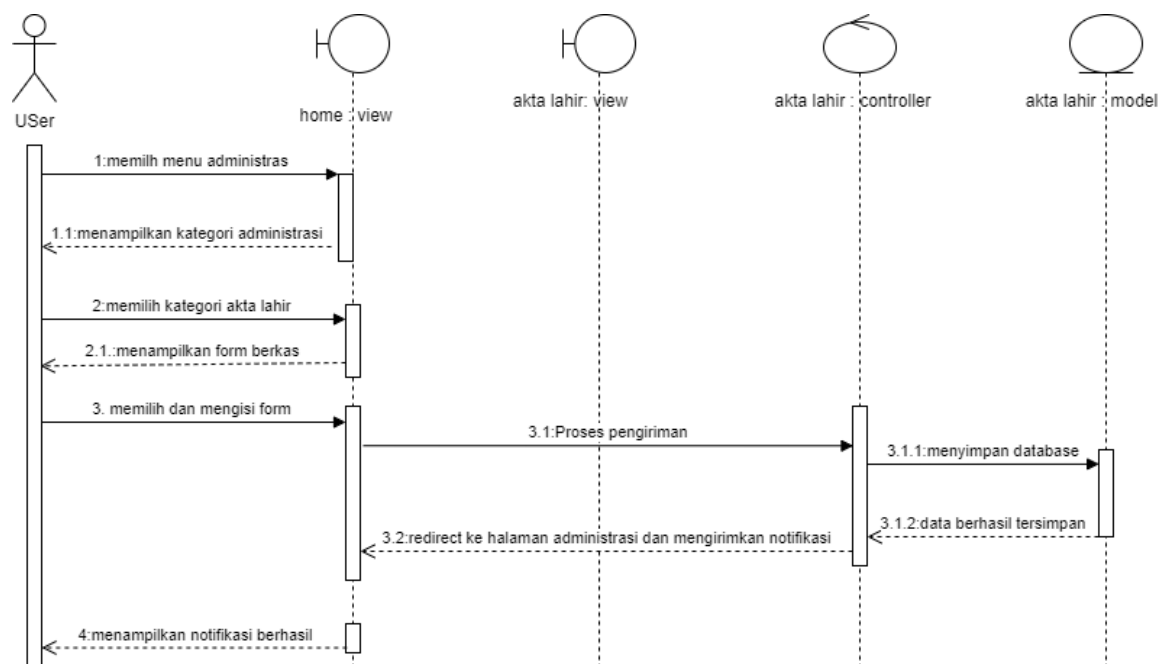 USer
home : view
akta lahir: view
akta lahir : controller
akta lahir : model
1:memilh menu administras
1.1:menampilkan kategori administrasi
2:memilih kategori akta lahir
2.1.:menampilkan form berkas
3. memilih dan mengisi form
3.1:Proses pengiriman
3.1.1:menyimpan database
3.1.2:data berhasil tersimpan
3.2:redirect ke halaman administrasi dan mengirimkan notifikasi
4:menampilkan notifikasi berhasil